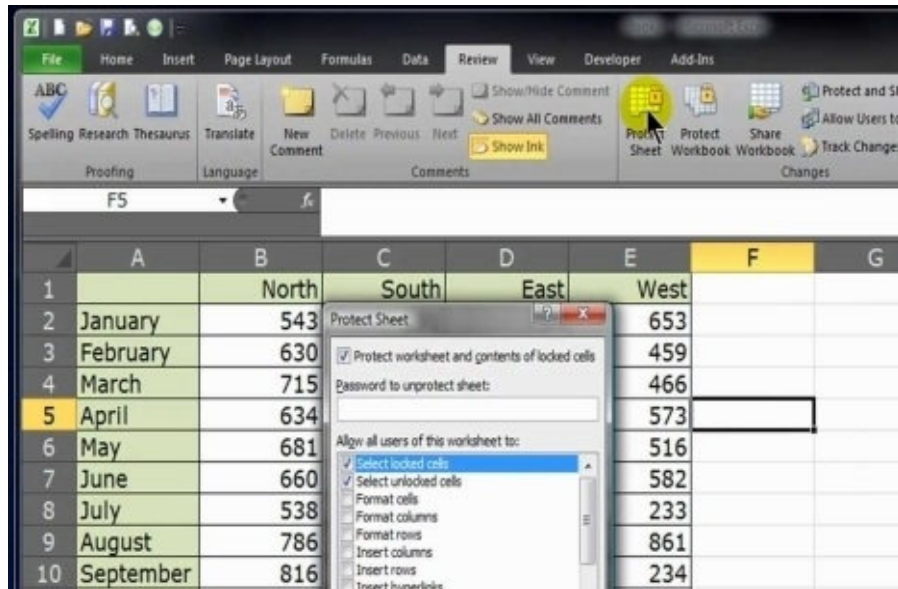 File Home Insert Page Layout Formulas Data Review View Developer Add-Ins
ABC
Show/Hide Comment
Protect and
Show All Comments
Allow Users
Spelling Research Thesaurus Translate New Comment Delete Previous Next Show Ink Protect Sheet Protect Workbook Share Workbook Track
Proofing Language Comments Changes
F5 fx
A B C D E F G
1 North South East West
2 January 543 653
3 February 630 459
4 March 715 466
5 April 634 573
6 May 681 516
7 June 660 582
8 July 538 233
9 August 786 861
10 September 816 234
Protect Sheet
Protect worksheet and contents of locked cells
Password to unprotect sheet:
Allow all users of this worksheet to:
Select locked cells
Select unlocked cells
Format cells
Format columns
Format rows
Insert columns
Insert rows
Insert hyperlinks